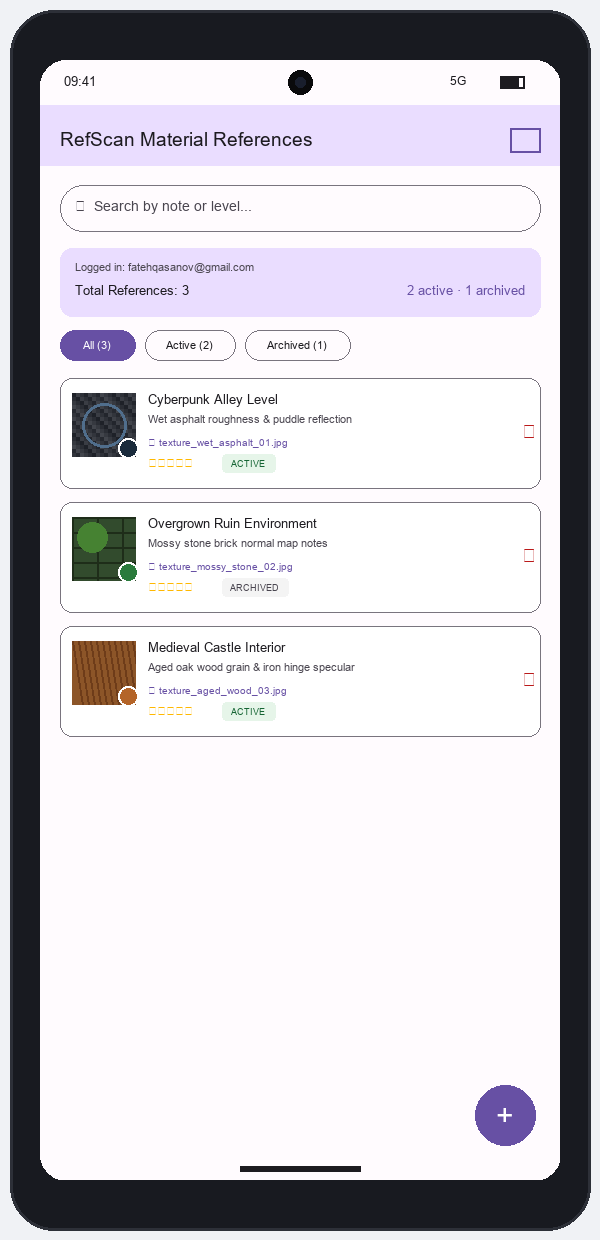 09:41
5G
RefScan Material References
Search by note or level...
Logged in: fatehqasanov@gmail.com
Total References: 3
2 active · 1 archived
All (3)
Active (2)
Archived (1)
Cyberpunk Alley Level
Wet asphalt roughness & puddle reflection
texture_wet_asphalt_01.jpg
ACTIVE
Overgrown Ruin Environment
Mossy stone brick normal map notes
texture_mossy_stone_02.jpg
ARCHIVED
Medieval Castle Interior
Aged oak wood grain & iron hinge specular
texture_aged_wood_03.jpg
ACTIVE
+